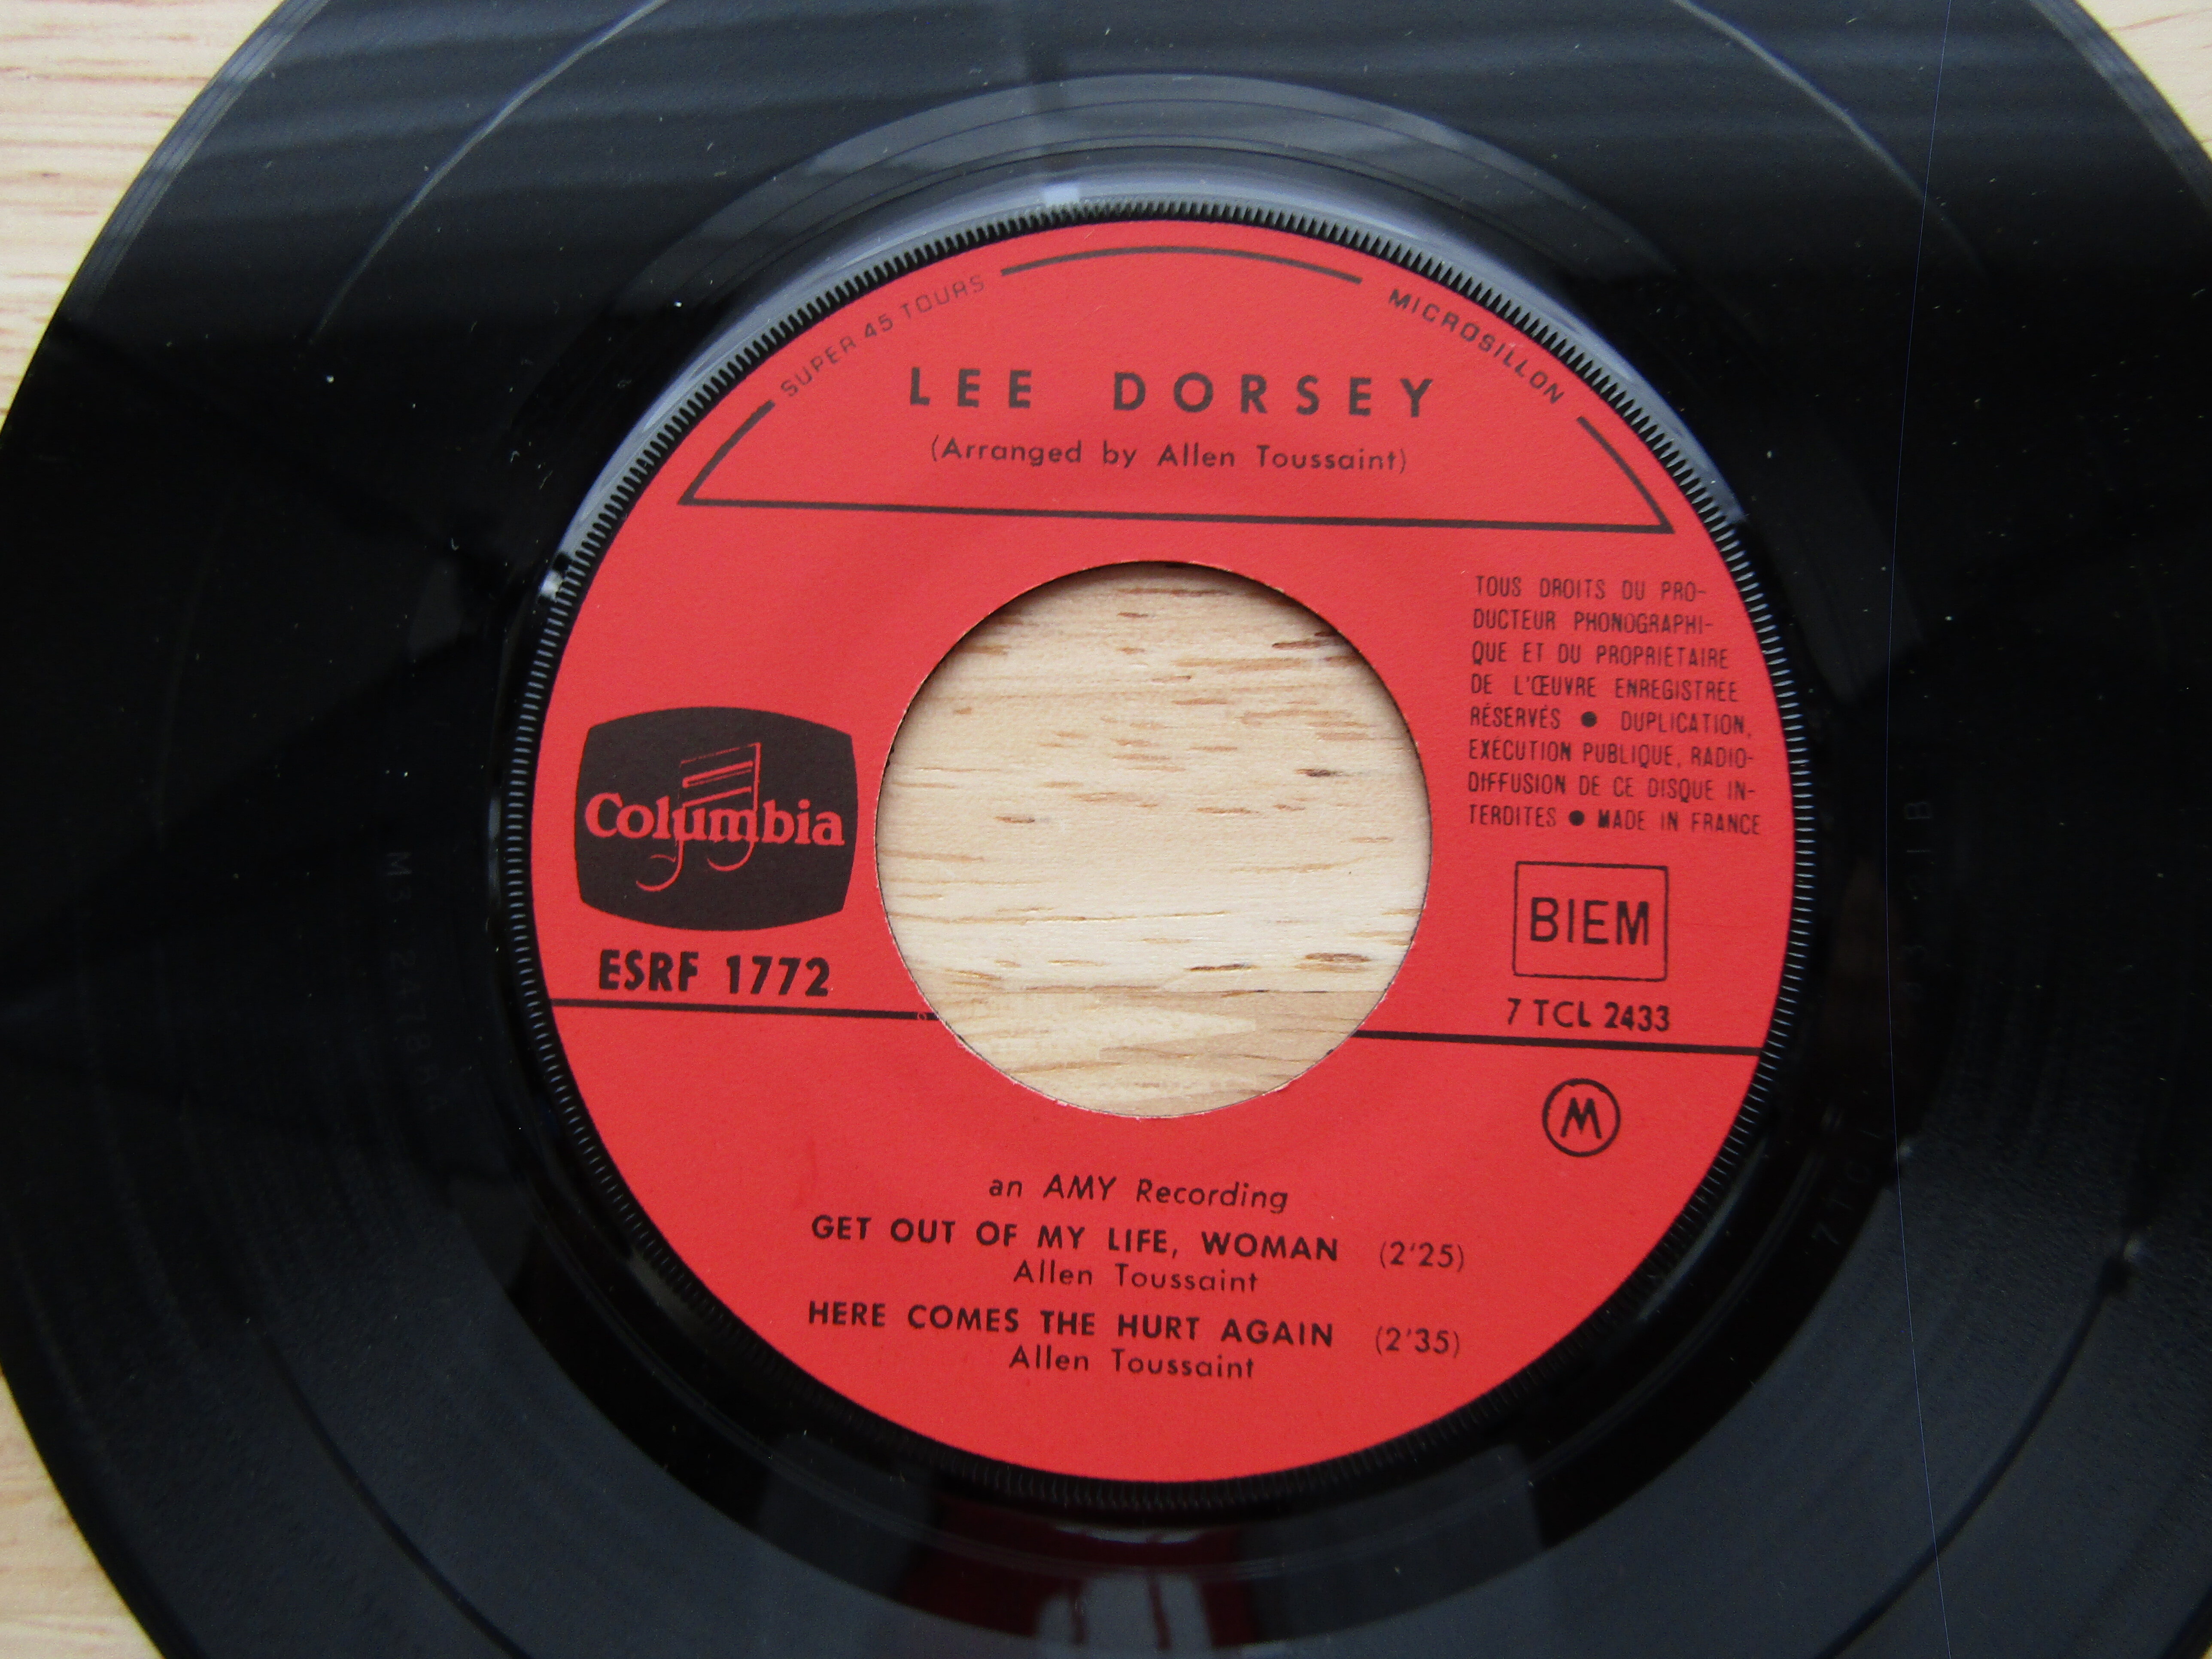 SUPER 45 TOURS
MICROSILLON
LEE DORSEY
(Arranged by Allen Toussaint)
TOUS DROITS DU PRO-
DUCTEUR PHONOGRAPHI-
QUE ET DU PROPRIÉTAIRE
DE L'ŒUVRE ENREGISTRÉE
RÉSERVÉS ● DUPLICATION,
EXÉCUTION PUBLIQUE, RADIO-
DIFFUSION DE CE DISQUE IN-
TERDITES ● MADE IN FRANCE
Columbia
BIEM
ESRF 1772
7 TCL 2433
M
an AMY Recording
GET OUT OF MY LIFE, WOMAN (2'25)
Allen Toussaint
HERE COMES THE HURT AGAIN (2'35)
Allen Toussaint